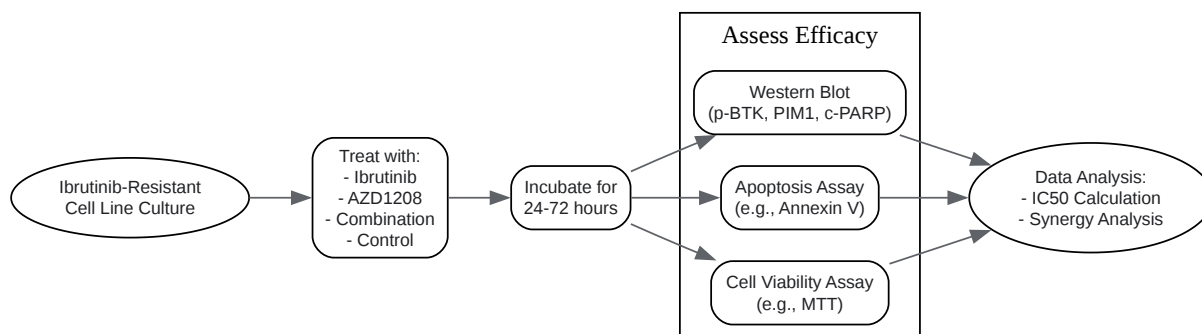 Ibrutinib-Resistant
Cell Line Culture
Treat with:
- Ibrutinib
- AZD1208
- Combination
- Control
Incubate for
24-72 hours
Assess Efficacy
Western Blot
(p-BTK, PIM1, c-PARP)
Apoptosis Assay
(e.g., Annexin V)
Cell Viability Assay
(e.g., MTT)
Data Analysis:
- IC50 Calculation
- Synergy Analysis